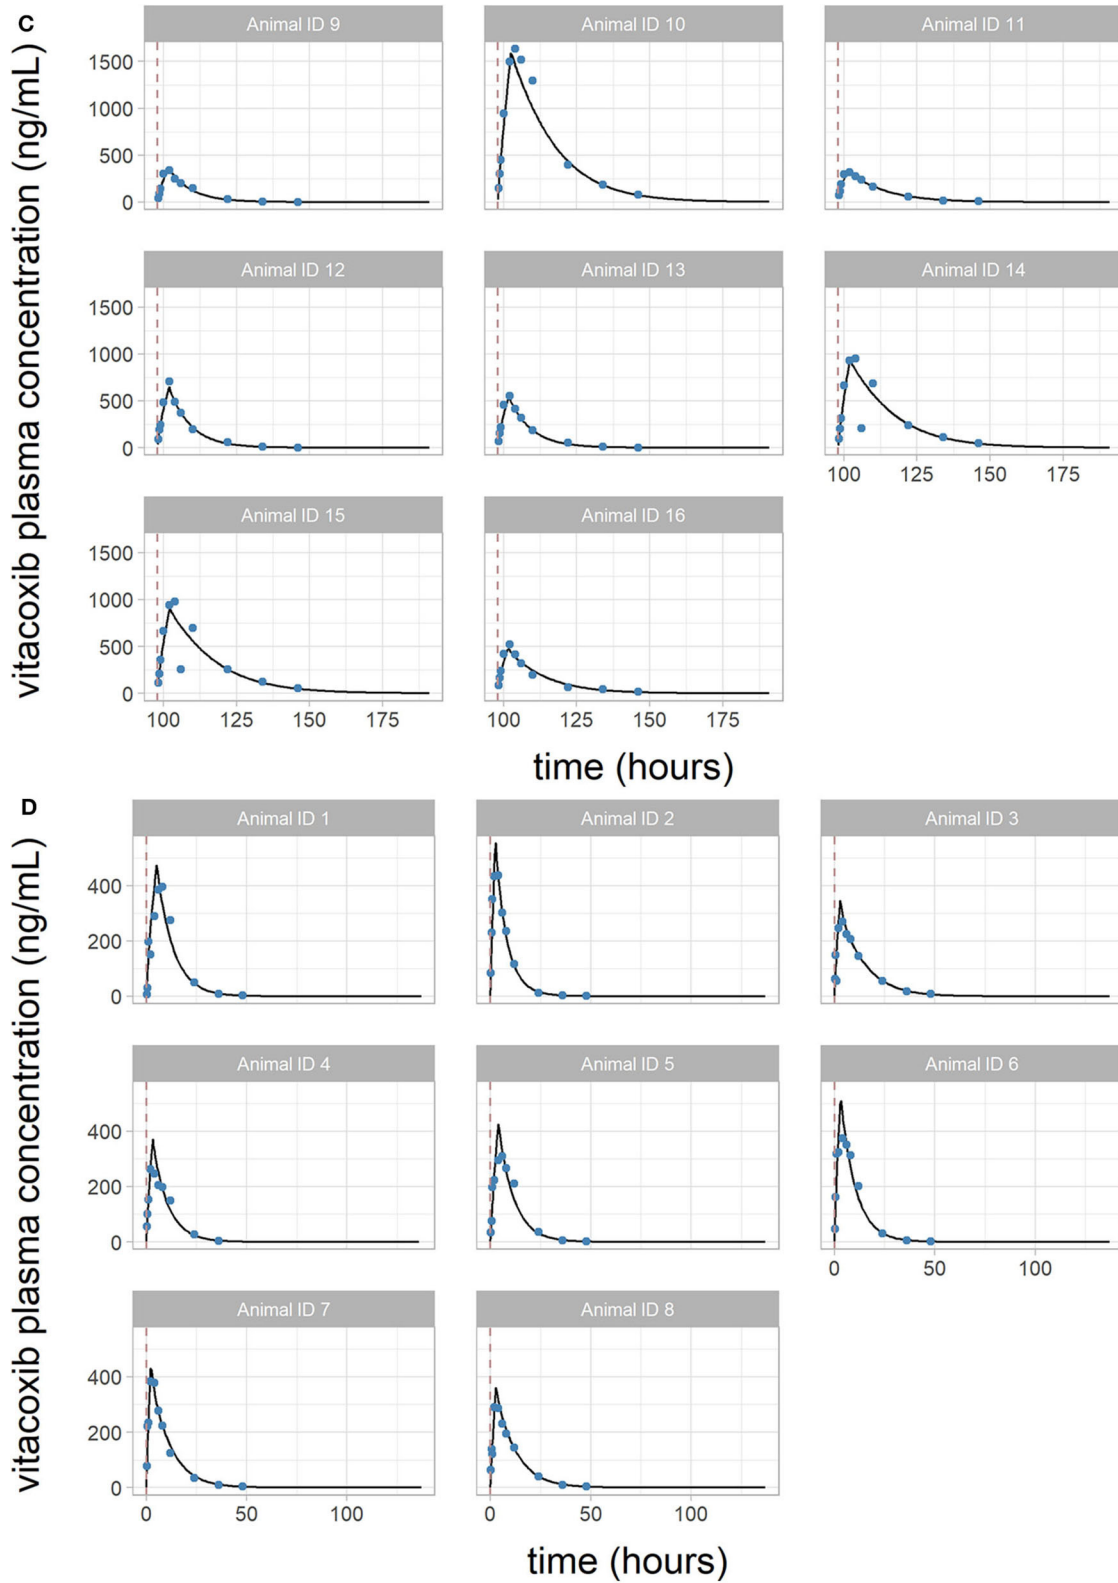 C
vitacoxib plasma concentration (ng/mL)
Animal ID 9 Animal ID 10 Animal ID 11
1500
1000
500
0
Animal ID 12 Animal ID 13 Animal ID 14
1500
1000
500
0
100 125 150 175
Animal ID 15 Animal ID 16
1500
1000
500
0
100 125 150 175 100 125 150 175
time (hours)
D
vitacoxib plasma concentration (ng/mL)
Animal ID 1 Animal ID 2 Animal ID 3
400
200
0
Animal ID 4 Animal ID 5 Animal ID 6
400
200
0
0 50 100
Animal ID 7 Animal ID 8
400
200
0
0 50 100 0 50 100
time (hours)